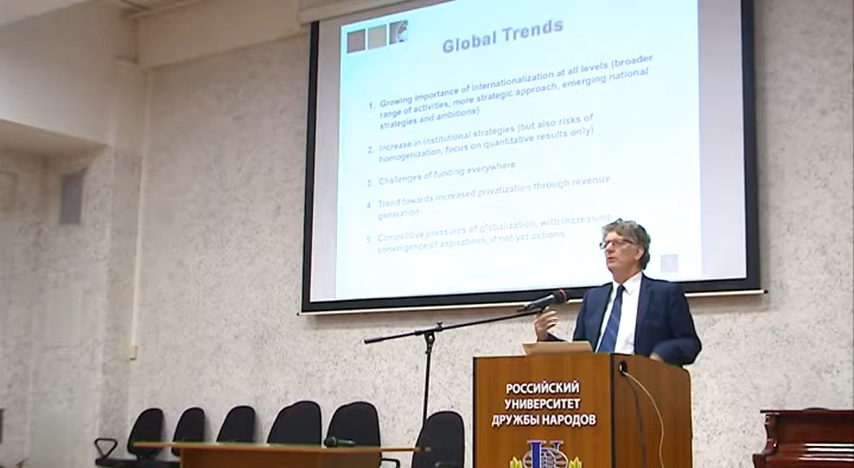 Global Trends
1. Growing importance of internationalization at all levels (broader
range of activities, more strategic approach, emerging national
strategies and ambitions)
2. Increase in institutional strategies (but also risks of
homogenization, focus on quantitative results only)
3. Challenges of funding everywhere
4. Trend towards increased privatization through revenue
generation
5. Competitive pressures of globalization, with increasing
convergence of aspirations, if not yet actions
РОССИЙСКИЙ
УНИВЕРСИТЕТ
ДРУЖБЫ НАРОДОВ